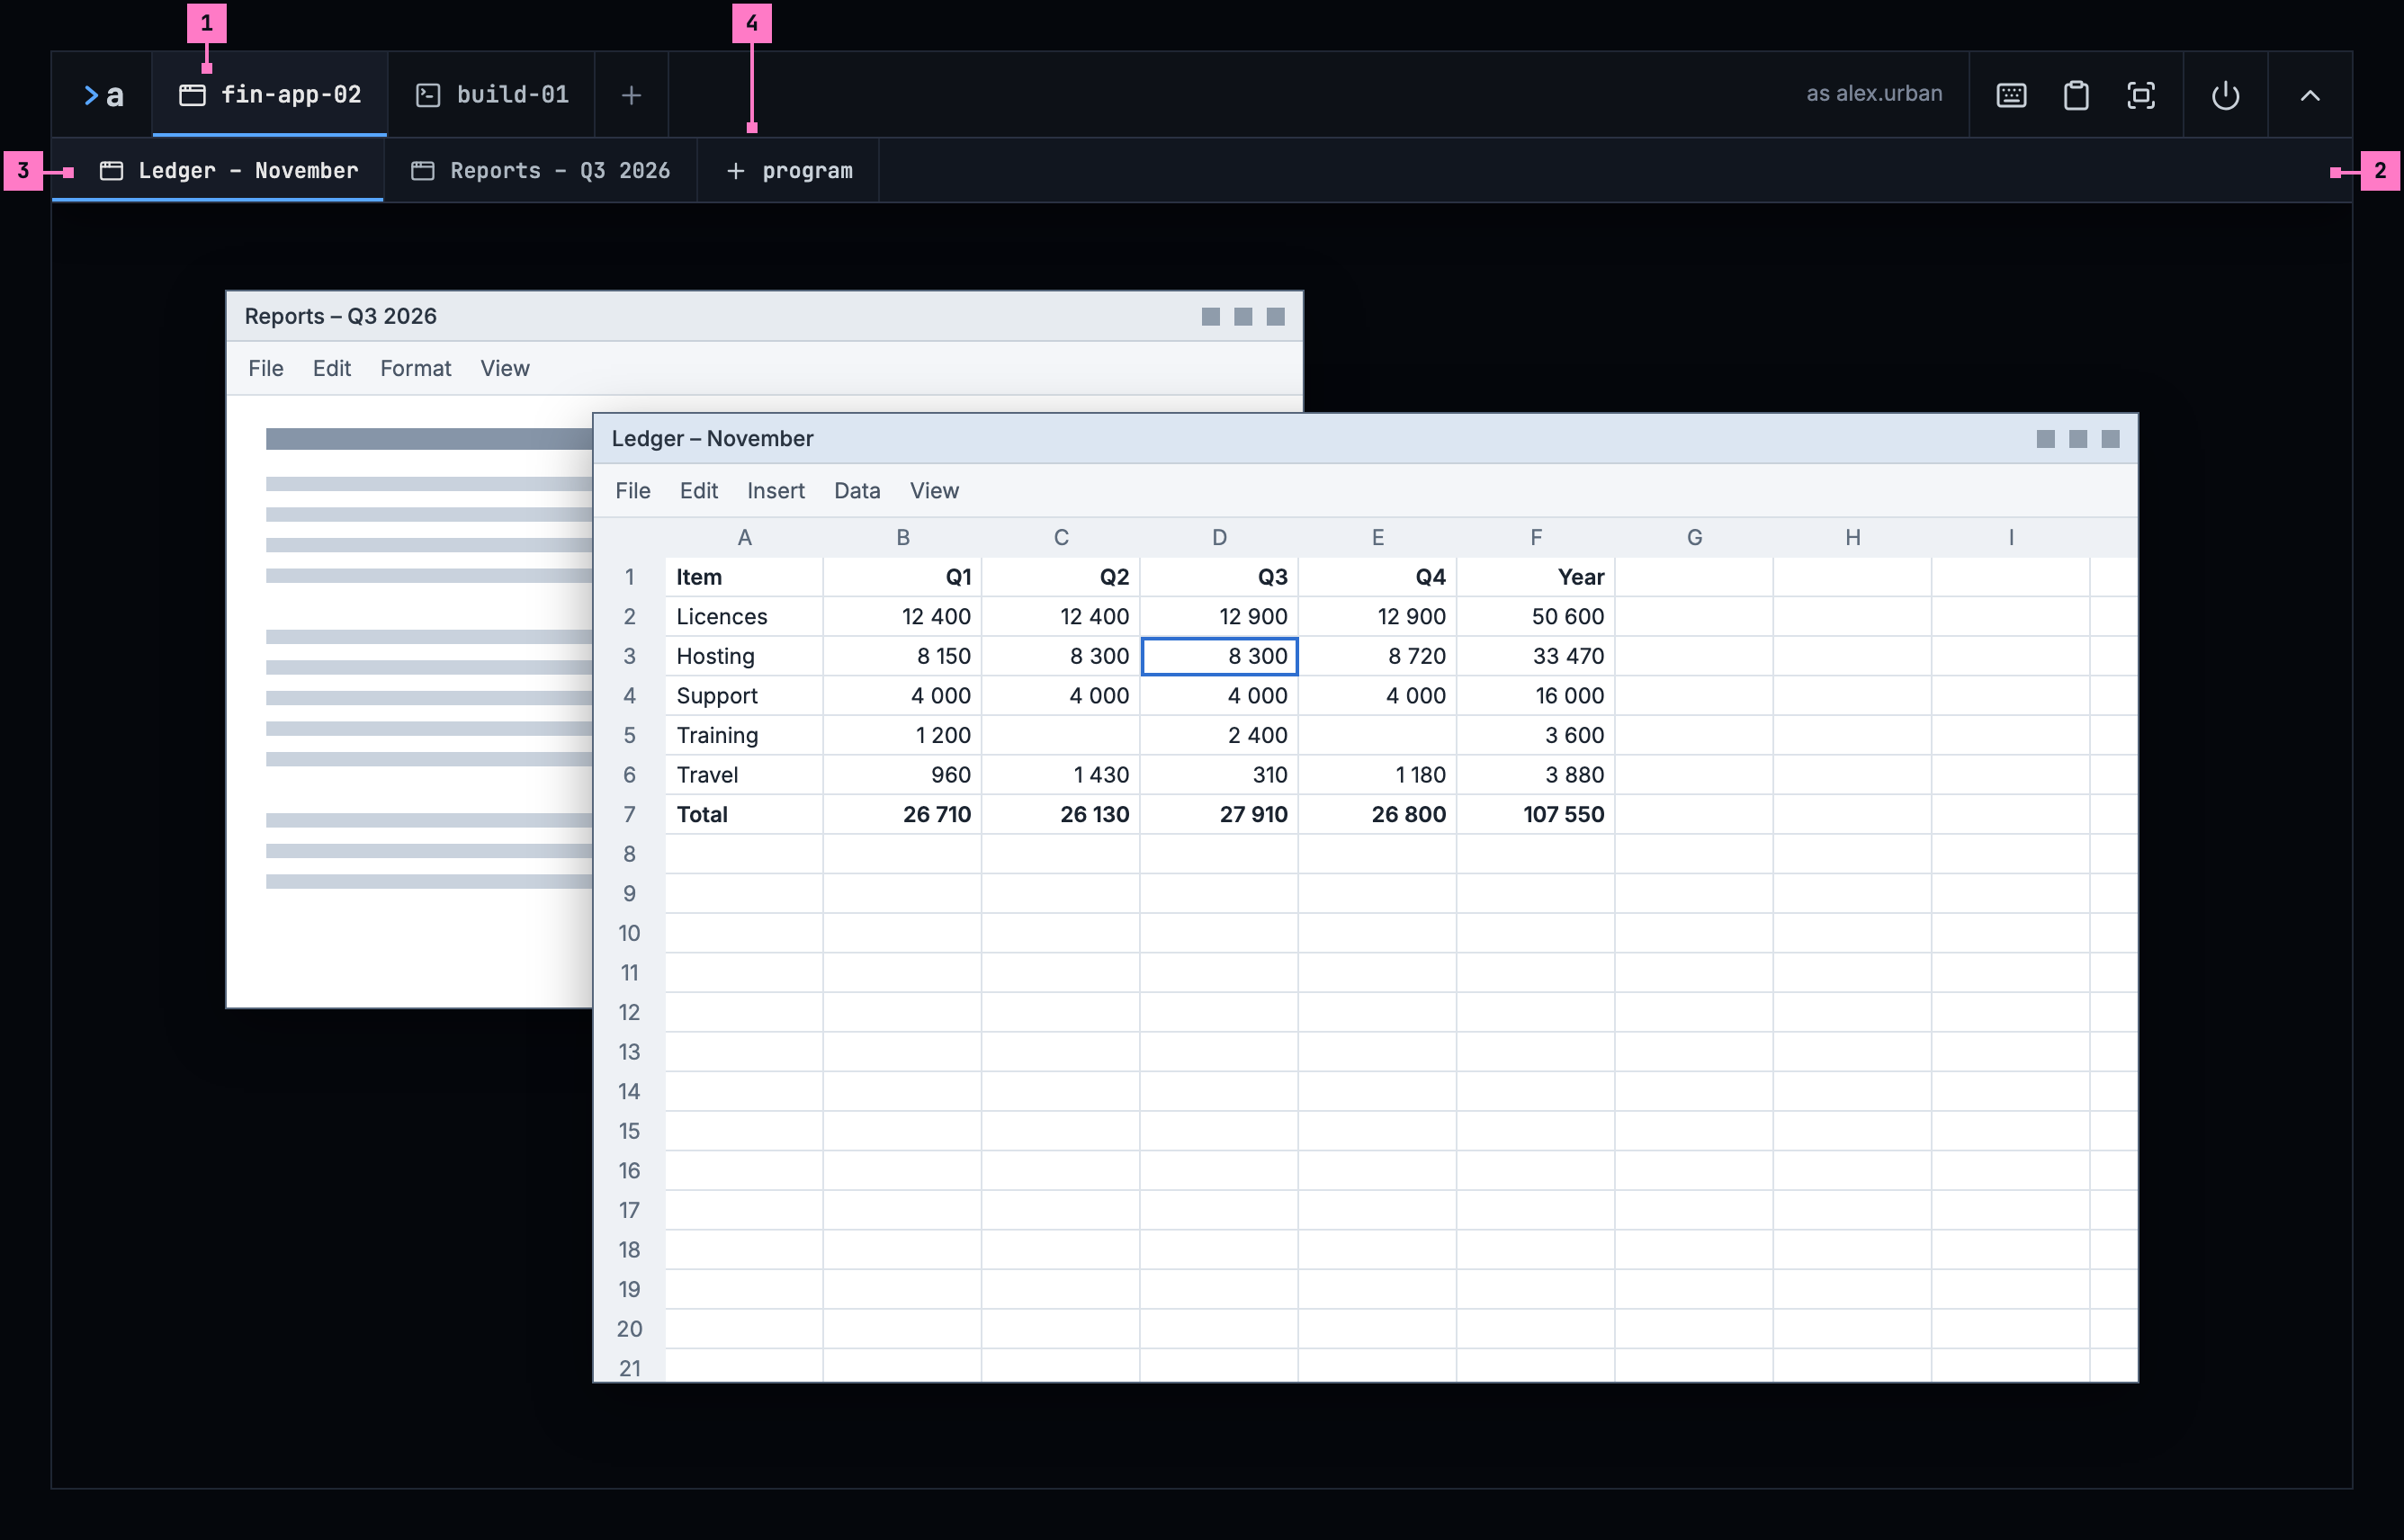 1
4
>a
fin-app-02
build-01
+
as alex.urban
3
Ledger – November
Reports – Q3 2026
+ program
2
Reports – Q3 2026
File Edit Format View
Ledger – November
File Edit Insert Data View
A B C D E F G H I
1 Item Q1 Q2 Q3 Q4 Year
2 Licences 12 400 12 400 12 900 12 900 50 600
3 Hosting 8 150 8 300 8 300 8 720 33 470
4 Support 4 000 4 000 4 000 4 000 16 000
5 Training 1 200 2 400 3 600
6 Travel 960 1 430 310 1 180 3 880
7 Total 26 710 26 130 27 910 26 800 107 550
8
9
10
11
12
13
14
15
16
17
18
19
20
21